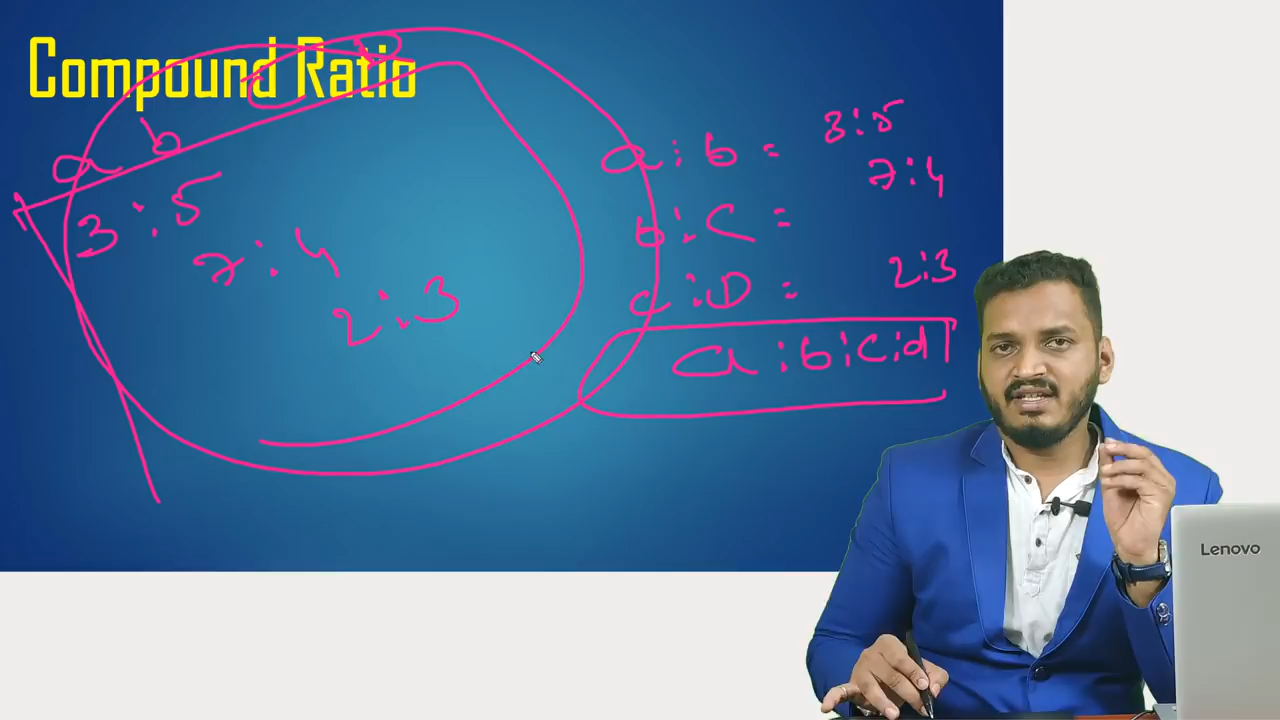 Compound Ratio
a b
3:5
7:4
2:3
a:b = 3:5
7:4
b:C =
C:D = 2:3
a:b:c:d
Lenovo